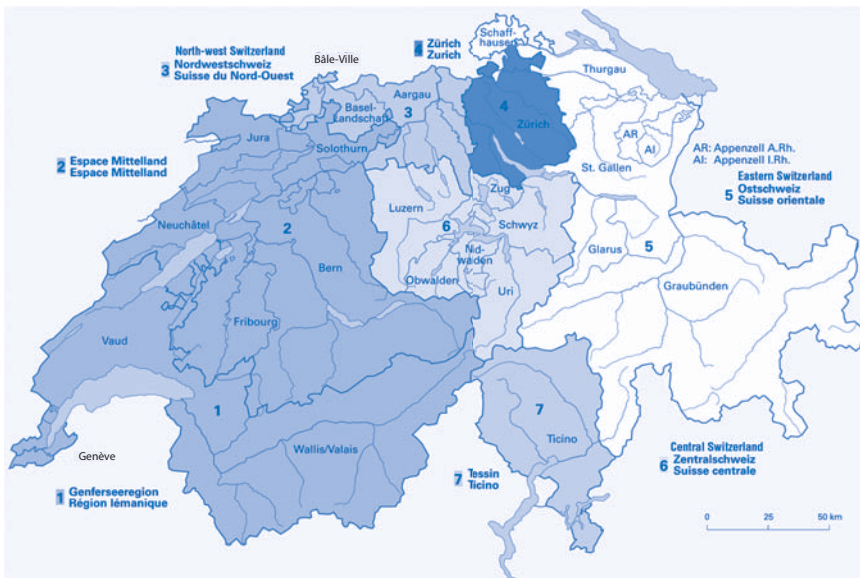 North-west Switzerland
3 Nordwestschweiz
Suisse du Nord-Ouest
Bâle-Ville
4 Zürich
Zurich
Schaff-
hausen
Thurgau
Aargau
3
Basel-
Landschaft
4
Zürich
AR
AI
AR: Appenzell A.Rh.
AI: Appenzell I.Rh.
Jura
Solothurn
2 Espace Mittelland
Espace Mittelland
St. Gallen
Eastern Switzerland
5 Ostschweiz
Suisse orientale
Zug
Luzern
6
Schwyz
Neuchâtel
2
Bern
Nid-
walden
Obwalden
Uri
Glarus
5
Graubünden
Vaud
Fribourg
1
7
Ticino
Wallis/Valais
Genève
Central Switzerland
6 Zentralschweiz
Suisse centrale
7 Tessin
Ticino
1 Genferseeregion
Région lémanique
0 25 50 km